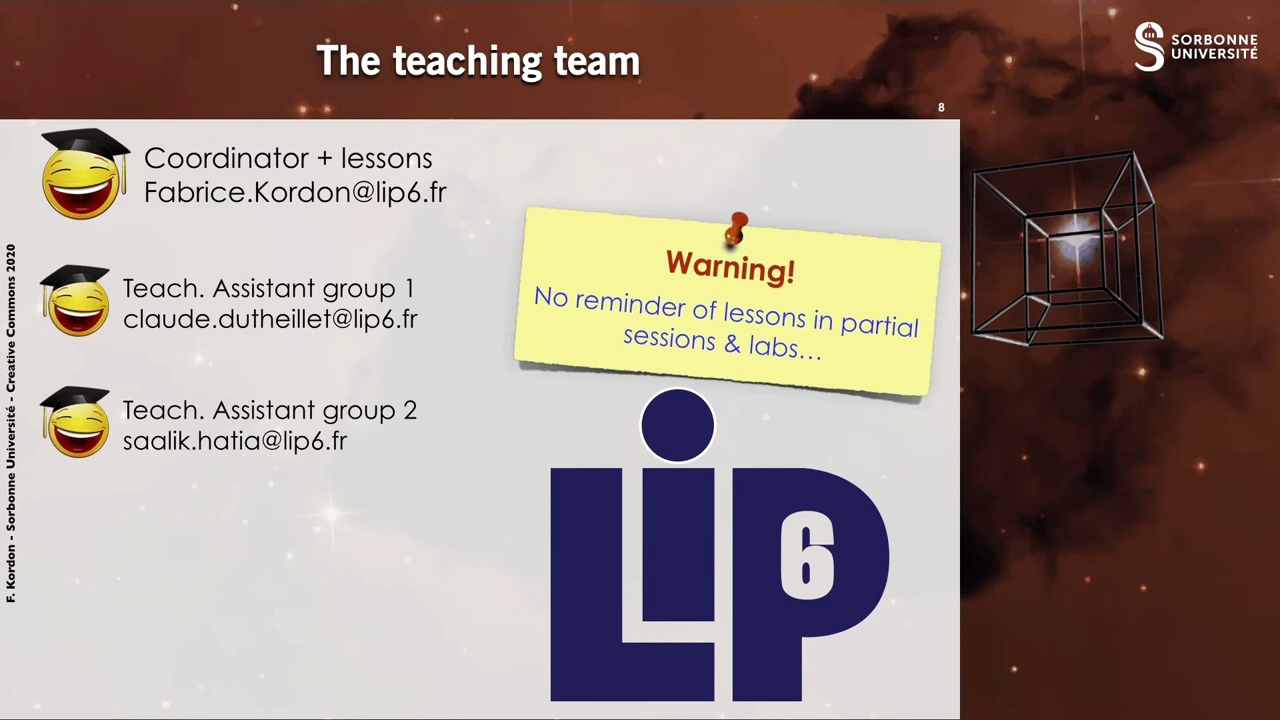 The teaching team
SORBONNE
UNIVERSITÉ
8
Coordinator + lessons
Fabrice.Kordon@lip6.fr
Warning!
No reminder of lessons in partial
sessions & labs...
Teach. Assistant group 1
claude.dutheillet@lip6.fr
Teach. Assistant group 2
saalik.hatia@lip6.fr
LiP6
F. Kordon - Sorbonne Université - Creative Commons 2020